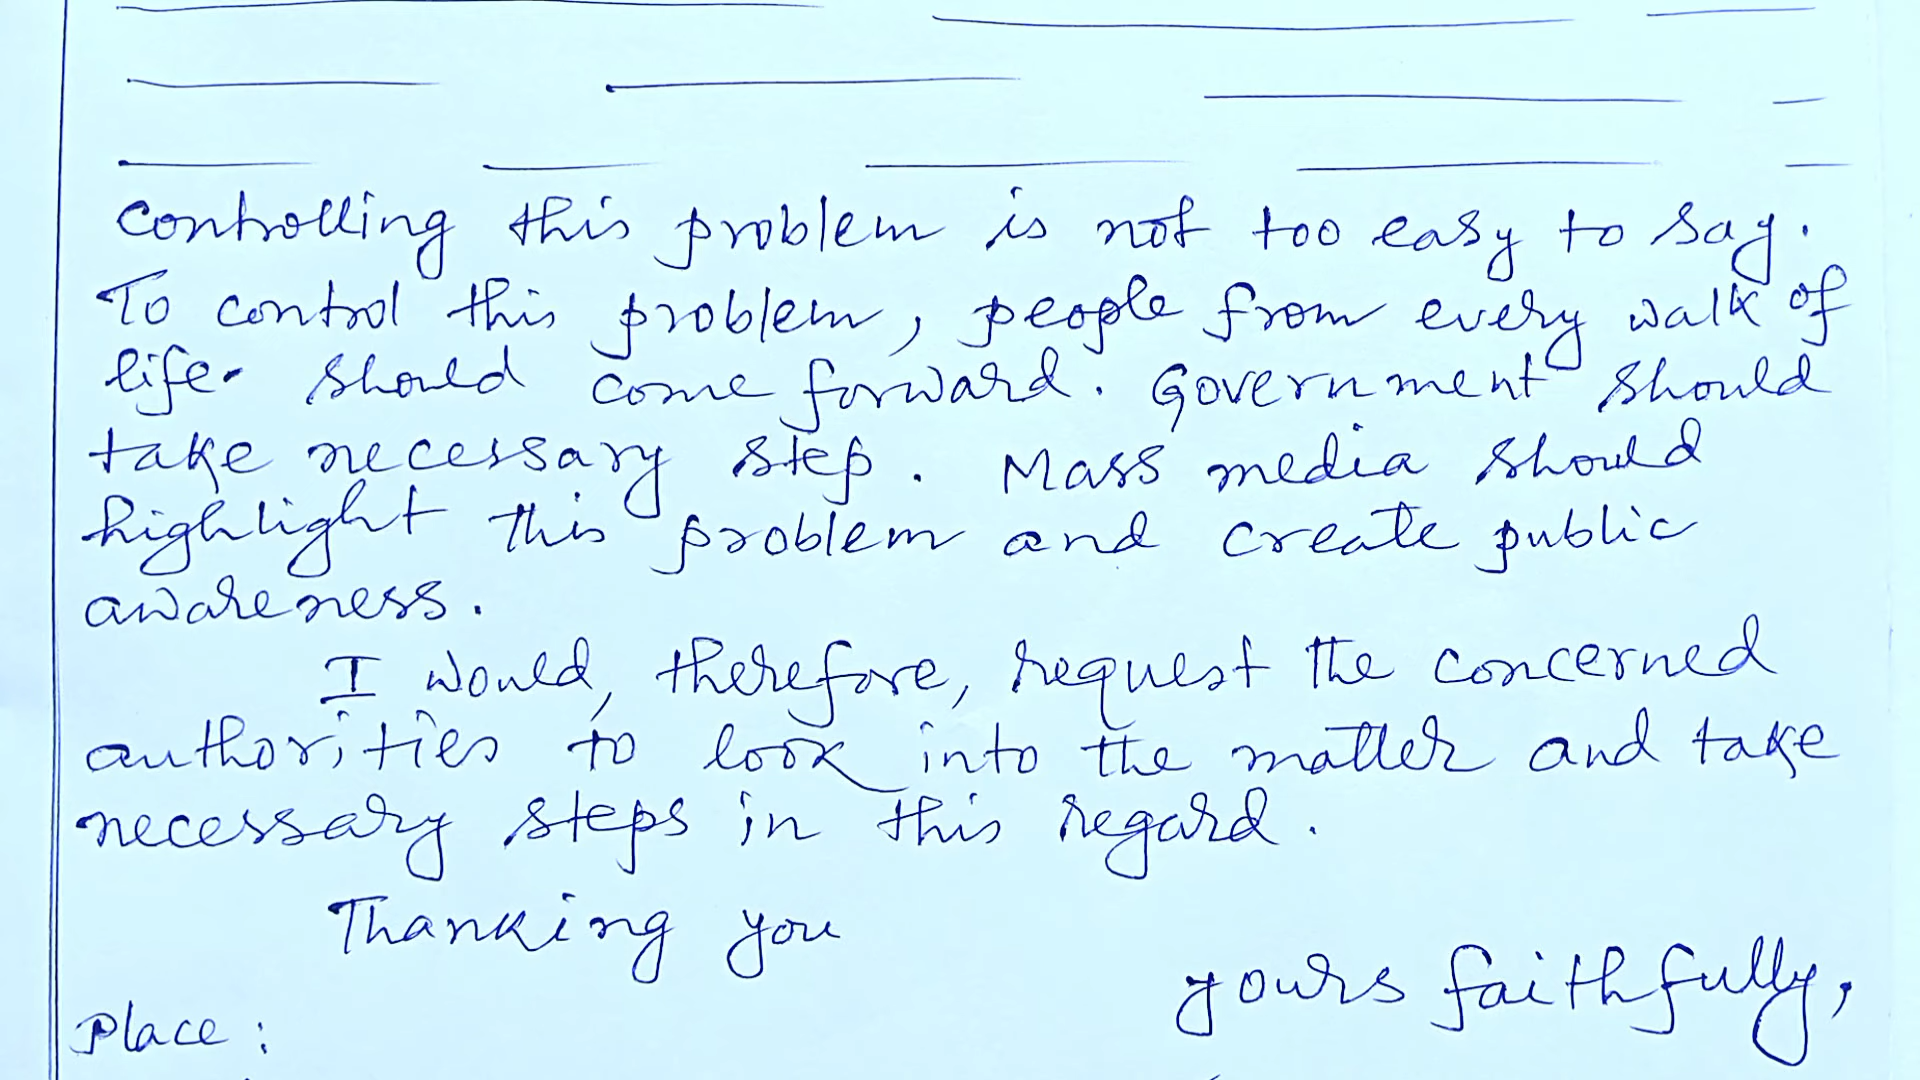 Controlling this problem is not too easy to say.
To control this problem, people from every walk of
life should come forward. Government should
take necessary step. Mass media should
highlight this problem and create public
awareness.
I would, therefore, request the concerned
authorities to look into the matter and take
necessary steps in this regard.
Thanking you
yours faithfully,
Place :